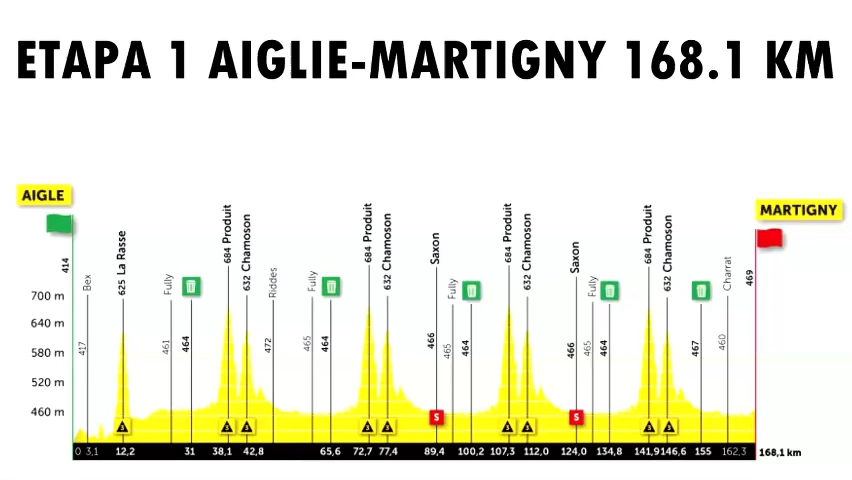 ETAPA 1 AIGLIE-MARTIGNY 168.1 KM
AIGLE
MARTIGNY
414
417 Bex
625 La Rasse
461 Fully
464
684 Produit
632 Chamoson
472 Riddes
465 Fully
464
684 Produit
632 Chamoson
466 Saxon
465 Fully
464
684 Produit
632 Chamoson
466 Saxon
465 Fully
464
684 Produit
632 Chamoson
467
460 Charrat
469
700 m
640 m
580 m
520 m
460 m
S
S
0 3,1 12,2 31 38,1 42,8 65,6 72,7 77,4 89,4 100,2 107,3 112,0 124,0 134,8 141,9 146,6 155 162,3 168,1 km